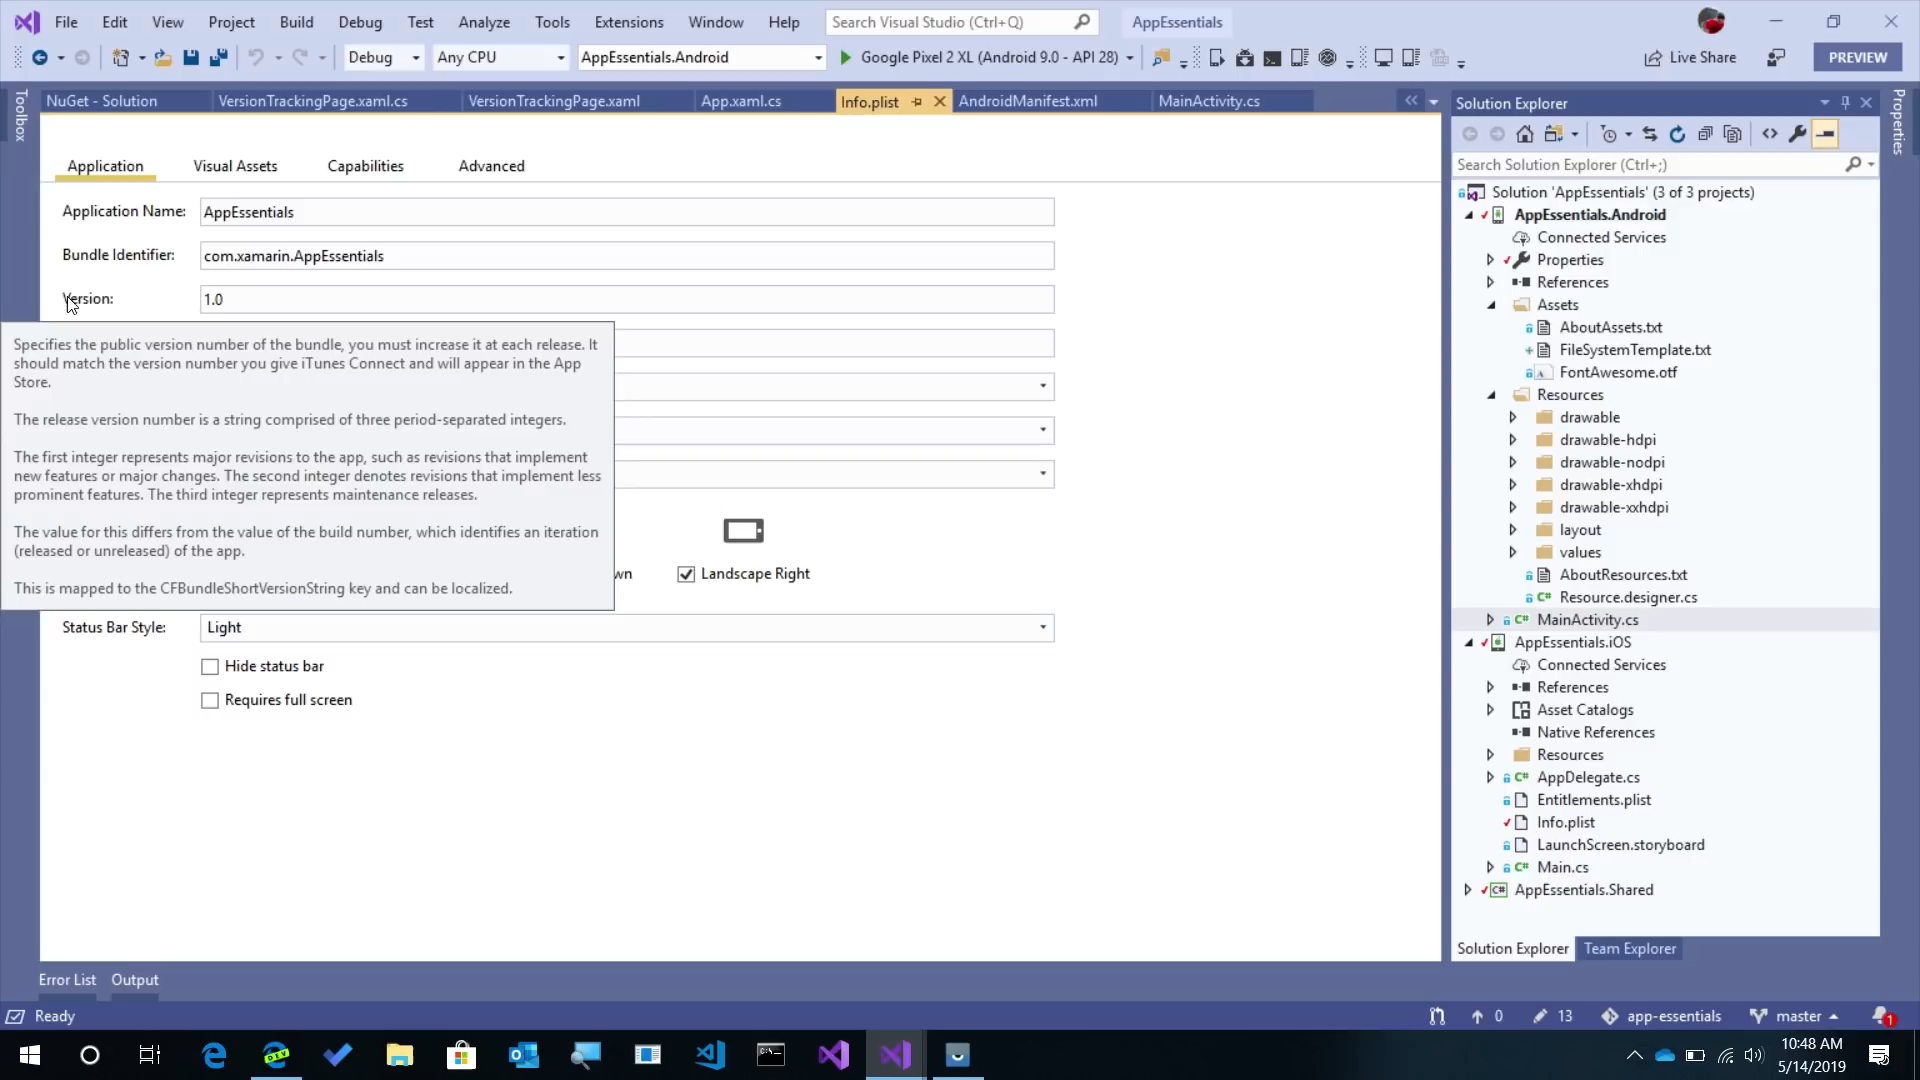 File Edit View Project Build Debug Test Analyze Tools Extensions Window Help Search Visual Studio (Ctrl+Q) AppEssentials
Debug Any CPU AppEssentials.Android Google Pixel 2 XL (Android 9.0 - API 28) Live Share PREVIEW
Toolbox
NuGet - Solution VersionTrackingPage.xaml.cs VersionTrackingPage.xaml App.xaml.cs Info.plist AndroidManifest.xml MainActivity.cs
Application Visual Assets Capabilities Advanced
Application Name: AppEssentials
Bundle Identifier: com.xamarin.AppEssentials
Version: 1.0
Specifies the public version number of the bundle, you must increase it at each release. It
should match the version number you give iTunes Connect and will appear in the App
Store.
The release version number is a string comprised of three period-separated integers.
The first integer represents major revisions to the app, such as revisions that implement
new features or major changes. The second integer denotes revisions that implement less
prominent features. The third integer represents maintenance releases.
The value for this differs from the value of the build number, which identifies an iteration
(released or unreleased) of the app.
This is mapped to the CFBundleShortVersionString key and can be localized.
wn Landscape Right
Status Bar Style: Light
Hide status bar
Requires full screen
Solution Explorer
Search Solution Explorer (Ctrl+;)
Solution 'AppEssentials' (3 of 3 projects)
AppEssentials.Android
Connected Services
Properties
References
Assets
AboutAssets.txt
FileSystemTemplate.txt
FontAwesome.otf
Resources
drawable
drawable-hdpi
drawable-nodpi
drawable-xhdpi
drawable-xxhdpi
layout
values
AboutResources.txt
Resource.designer.cs
MainActivity.cs
AppEssentials.iOS
Connected Services
References
Asset Catalogs
Native References
Resources
AppDelegate.cs
Entitlements.plist
Info.plist
LaunchScreen.storyboard
Main.cs
AppEssentials.Shared
Solution Explorer Team Explorer
Properties
Error List Output
Ready 0 13 app-essentials master 1
10:48 AM
5/14/2019